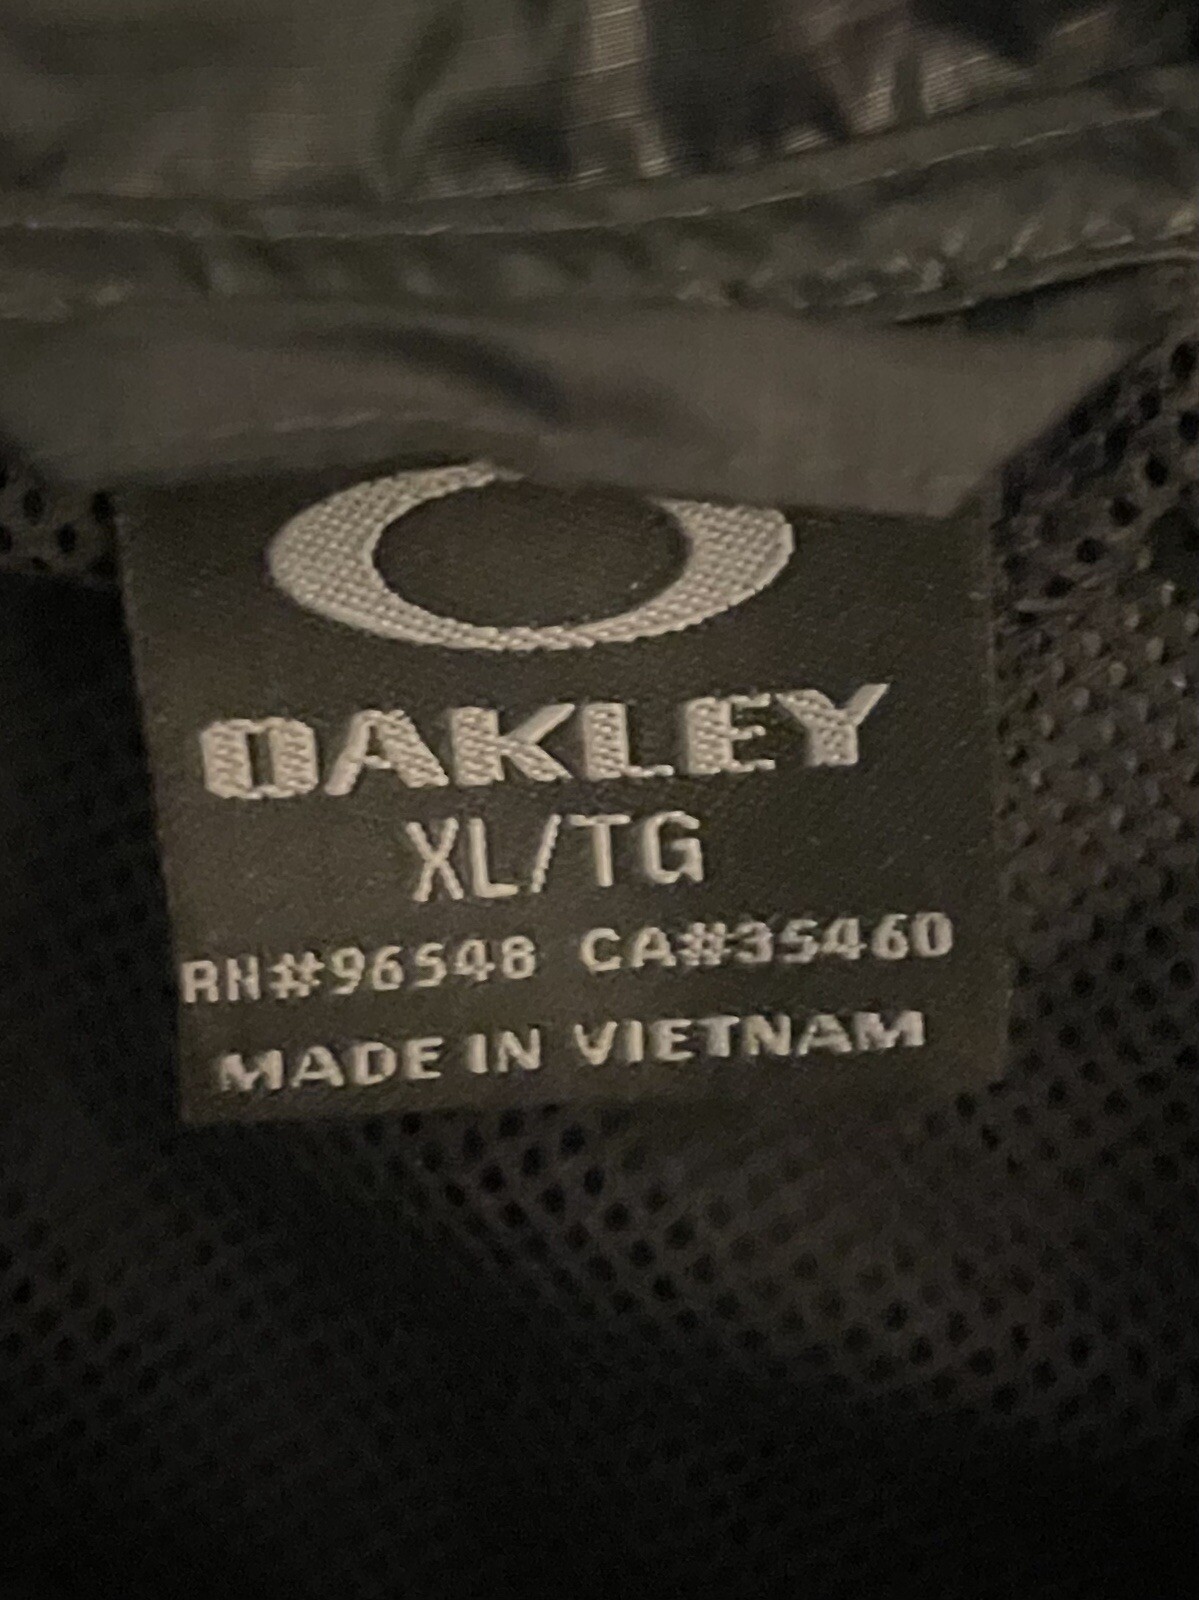 OAKLEY
XL/TG
RN#96548 CA#35460
MADE IN VIETNAM